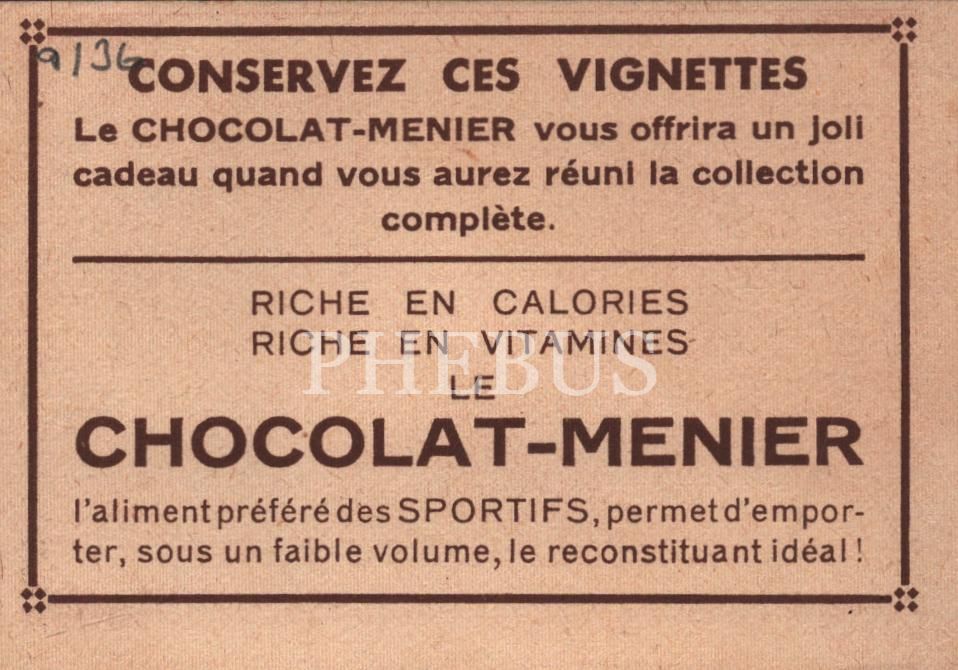 9/36
CONSERVEZ CES VIGNETTES
Le CHOCOLAT-MENIER vous offrira un joli
cadeau quand vous aurez réuni la collection
complète.
RICHE EN CALORIES
RICHE EN VITAMINES
PHEBUS
LE
CHOCOLAT-MENIER
l'aliment préféré des SPORTIFS, permet d'empor-
ter, sous un faible volume, le reconstituant idéal !